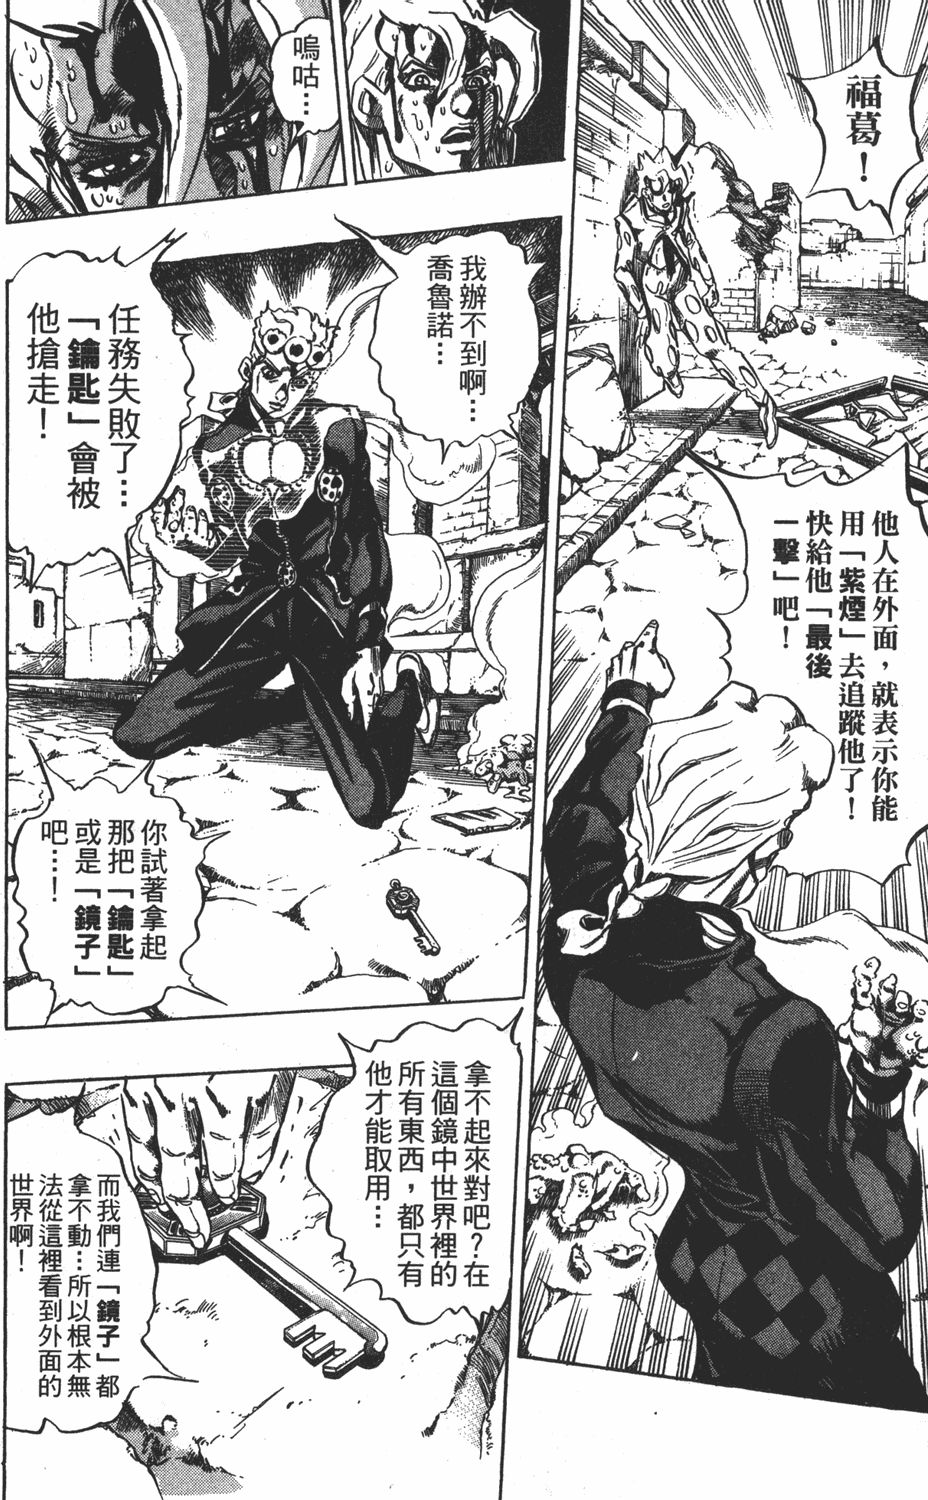 福葛！
他人在外面，就表示你能
用「紫煙」去追蹤他了！
快給他「最後
一擊」吧！
嗚咕…
我辦不到啊…
喬魯諾…
任務失敗了…
「鑰匙」會被
他搶走！
你試著拿起
那把「鑰匙」
或是「鏡子」
吧…！
拿不起來對吧？在
這個鏡中世界裡的
所有東西，都只有
他才能取用…
而我們連「鏡子」都
拿不動…所以根本無
法從這裡看到外面的
世界啊！